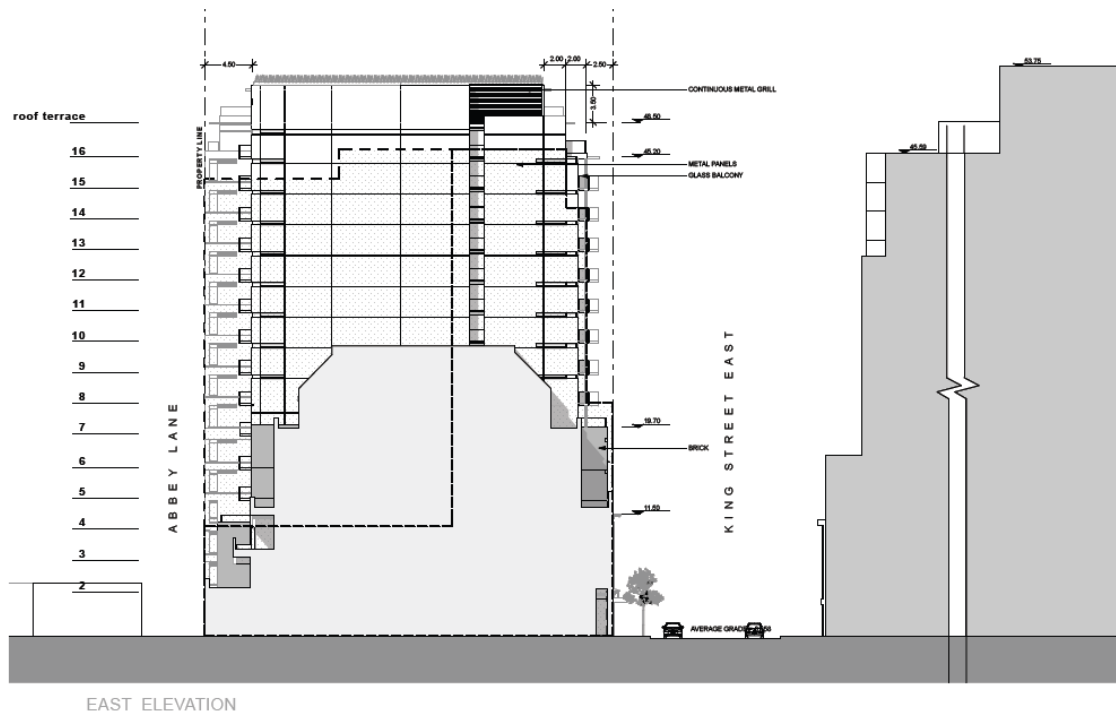 4.50
2.00 2.00 2.50
53.75
CONTINUOUS METAL GRILL
3.50
roof terrace
48.50
45.59
16
45.20
PROPERTY LINE
METAL PANELS
GLASS BALCONY
15
14
13
12
11
10
9
8
7
19.70
BRICK
6
5
ABBEY LANE
KING STREET EAST
11.50
4
3
2
AVERAGE GRADE
EAST ELEVATION